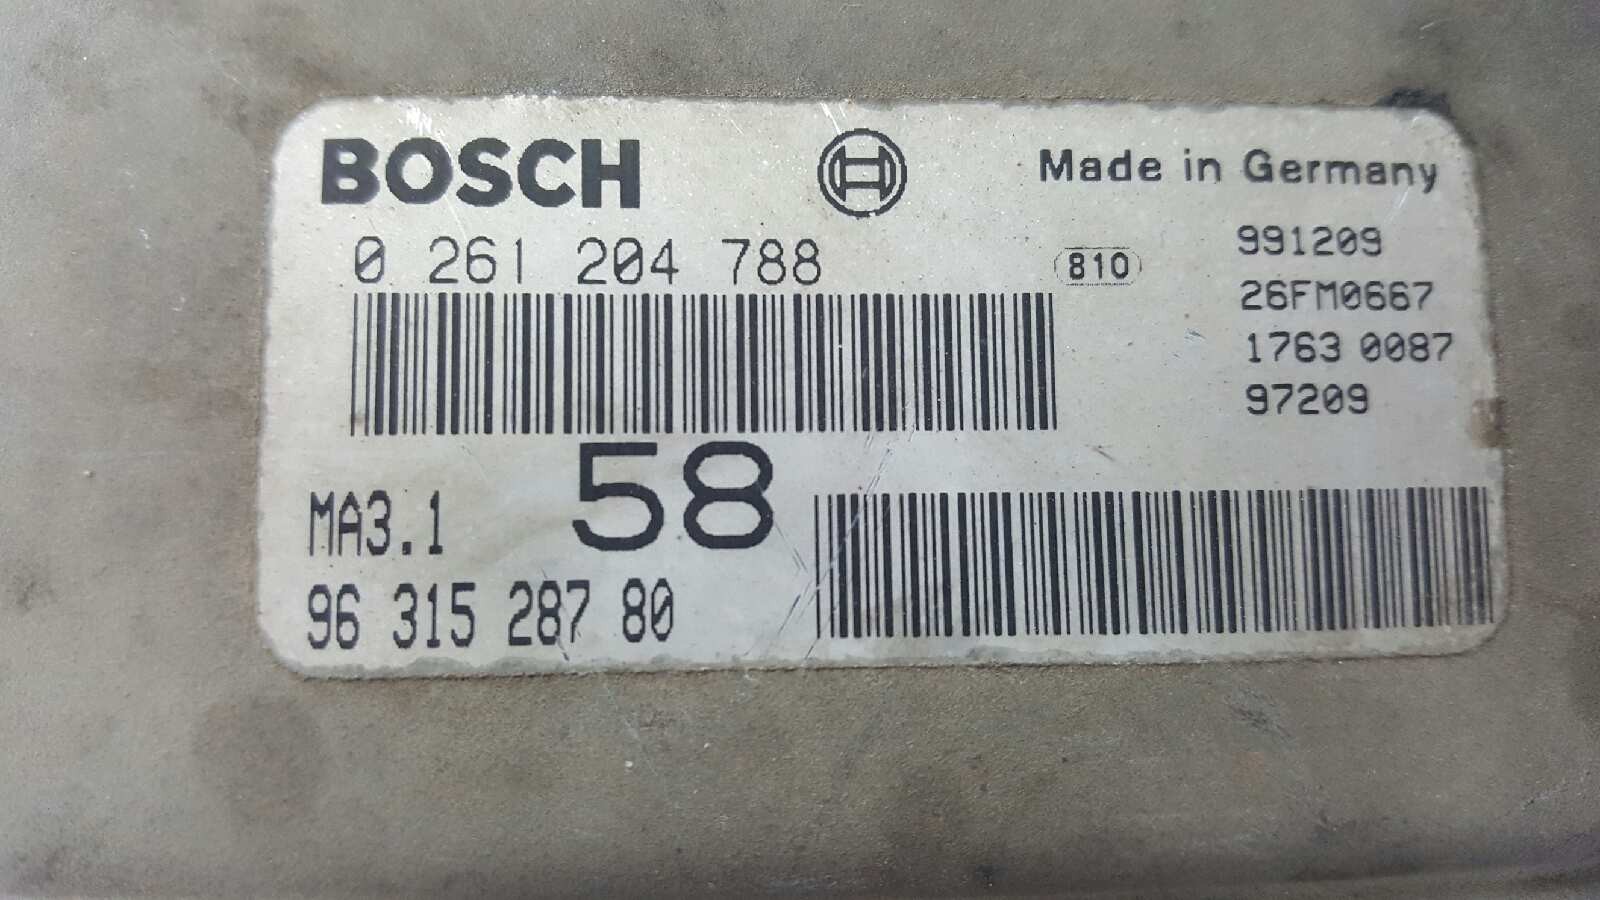 BOSCH
Made in Germany
0 261 204 788
810
991209
26FM0667
1763 0087
97209
58
MA3.1
96 315 287 80